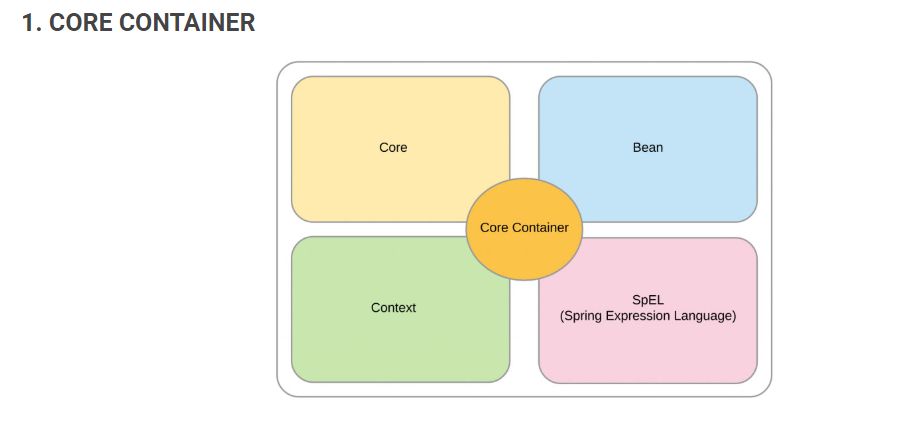 1. CORE CONTAINER
Core
Bean
Core Container
Context
SpEL
(Spring Expression Language)